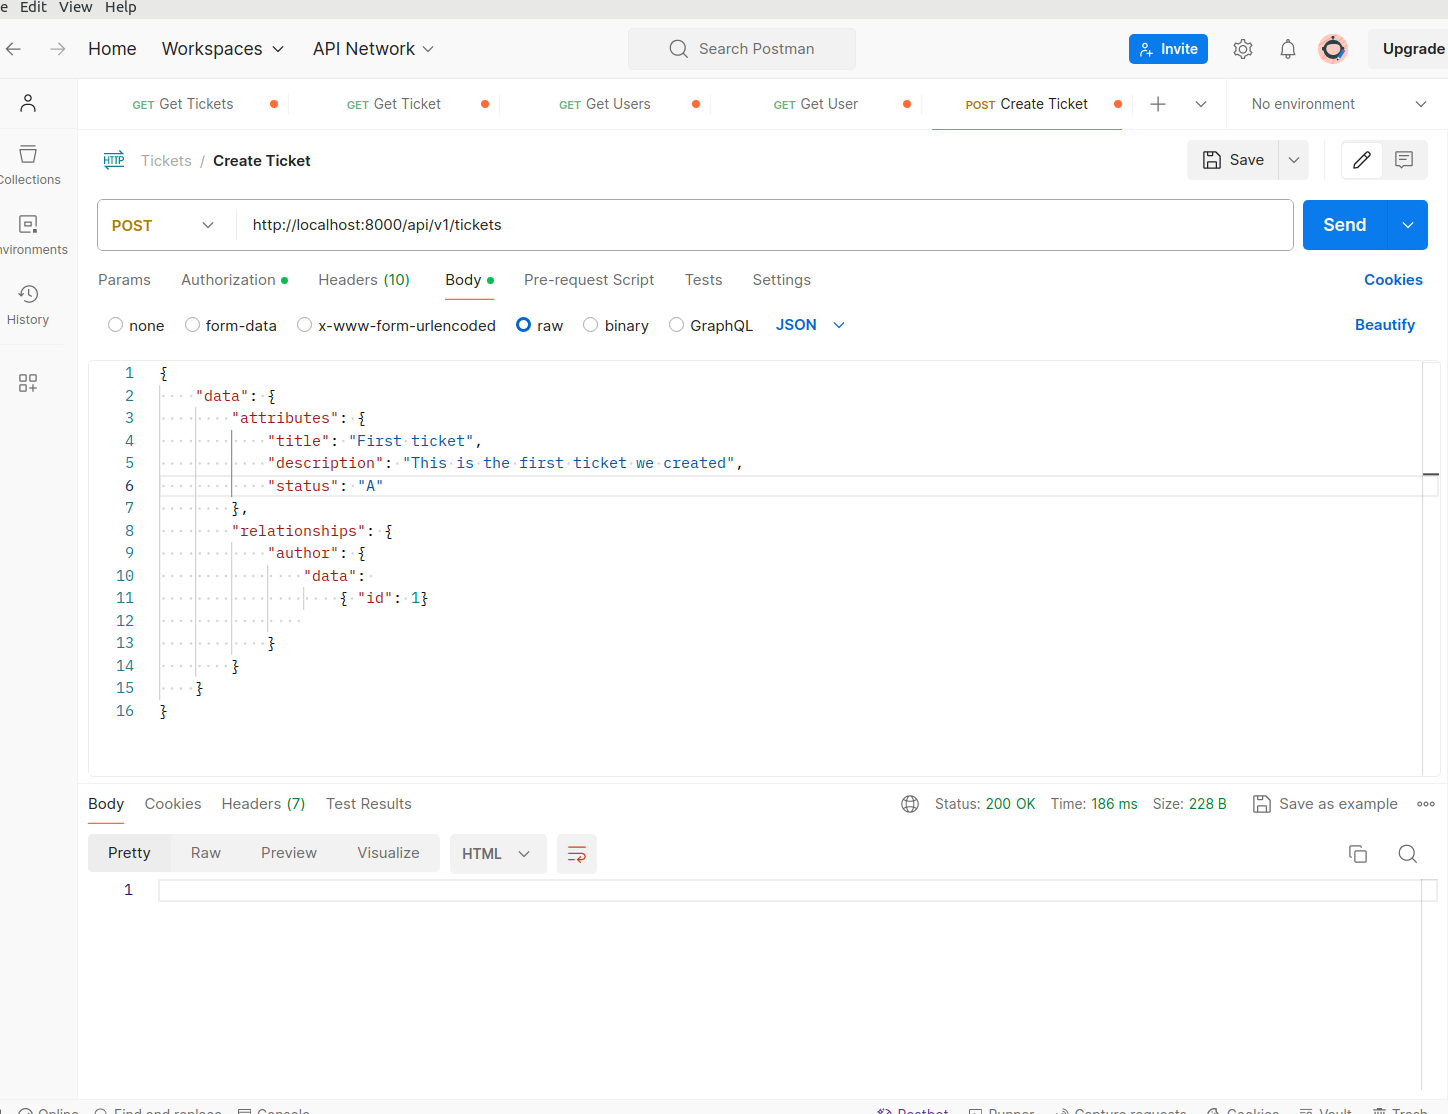 e Edit View Help
Home Workspaces API Network Search Postman Invite Upgrade
GET Get Tickets GET Get Ticket GET Get Users GET Get User POST Create Ticket No environment
HTTP Tickets / Create Ticket Save
Collections
POST http://localhost:8000/api/v1/tickets Send
nvironments
Params Authorization Headers (10) Body Pre-request Script Tests Settings Cookies
History
none form-data x-www-form-urlencoded raw binary GraphQL JSON Beautify
1 {
2 "data": {
3 "attributes": {
4 "title": "First ticket",
5 "description": "This is the first ticket we created",
6 "status": "A"
7 },
8 "relationships": {
9 "author": {
10 "data":
11 { "id": 1}
12
13 }
14 }
15 }
16 }
Body Cookies Headers (7) Test Results Status: 200 OK Time: 186 ms Size: 228 B Save as example
Pretty Raw Preview Visualize HTML
1
Online Find and replace Console Postbot Runner Capture requests Cookies Vault Trash